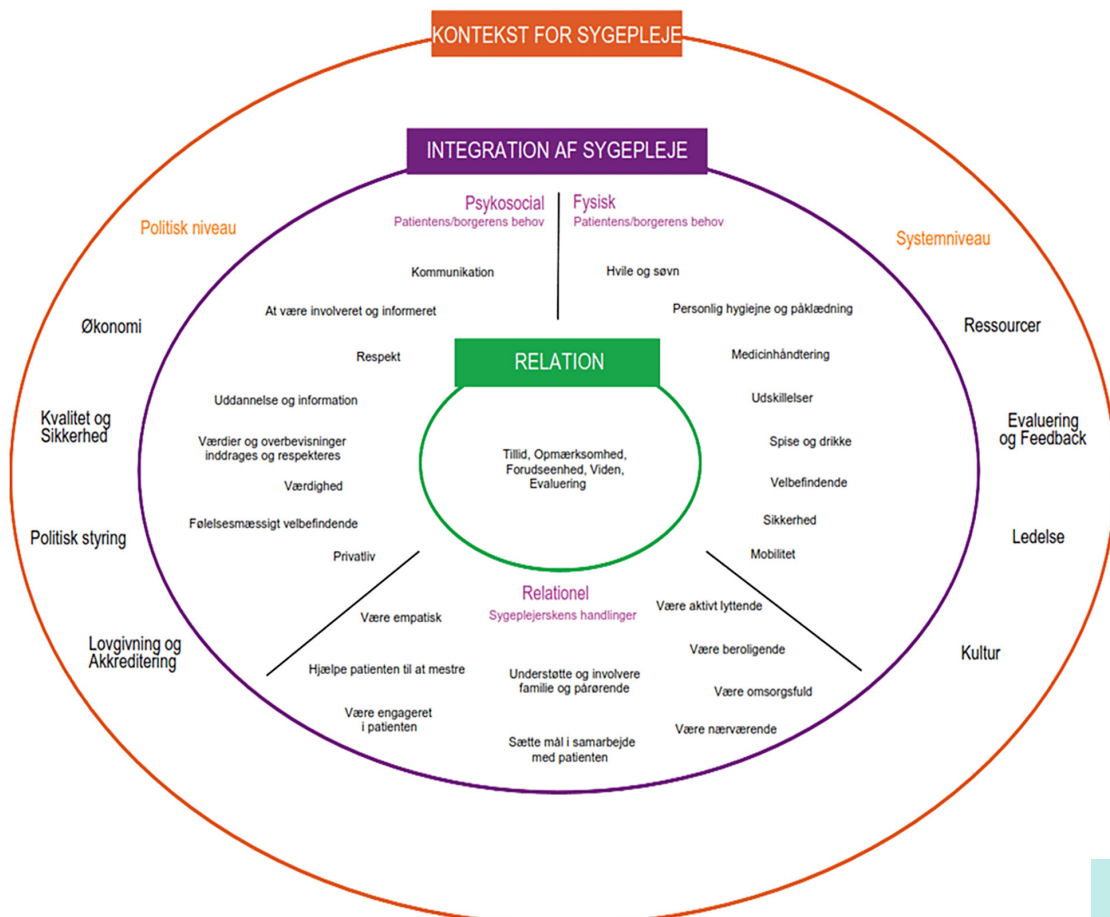 KONTEKST FOR SYGEPLEJE
INTEGRATION AF SYGEPLEJE
Psykosocial
Patientens/borgerens behov
Fysisk
Patientens/borgerens behov
Politisk niveau
Systemniveau
Kommunikation
Hvile og søvn
At være involveret og informeret
Personlig hygiejne og påklædning
Økonomi
Ressourcer
Respekt
RELATION
Medicinhåndtering
Uddannelse og information
Udskillelser
Kvalitet og
Sikkerhed
Evaluering
og Feedback
Værdier og overbevisninger
inddrages og respekteres
Spise og drikke
Tillid, Opmærksomhed,
Forudseenhed, Viden,
Evaluering
Værdighed
Velbefindende
Følelsesmæssigt velbefindende
Sikkerhed
Politisk styring
Ledelse
Privatliv
Mobilitet
Relationel
Sygeplejerskens handlinger
Være empatisk
Være aktivt lyttende
Lovgivning og
Akkreditering
Kultur
Hjælpe patienten til at mestre
Understøtte og involvere
familie og pårørende
Være beroligende
Være omsorgsfuld
Være engageret
i patienten
Sætte mål i samarbejde
med patienten
Være nærværende